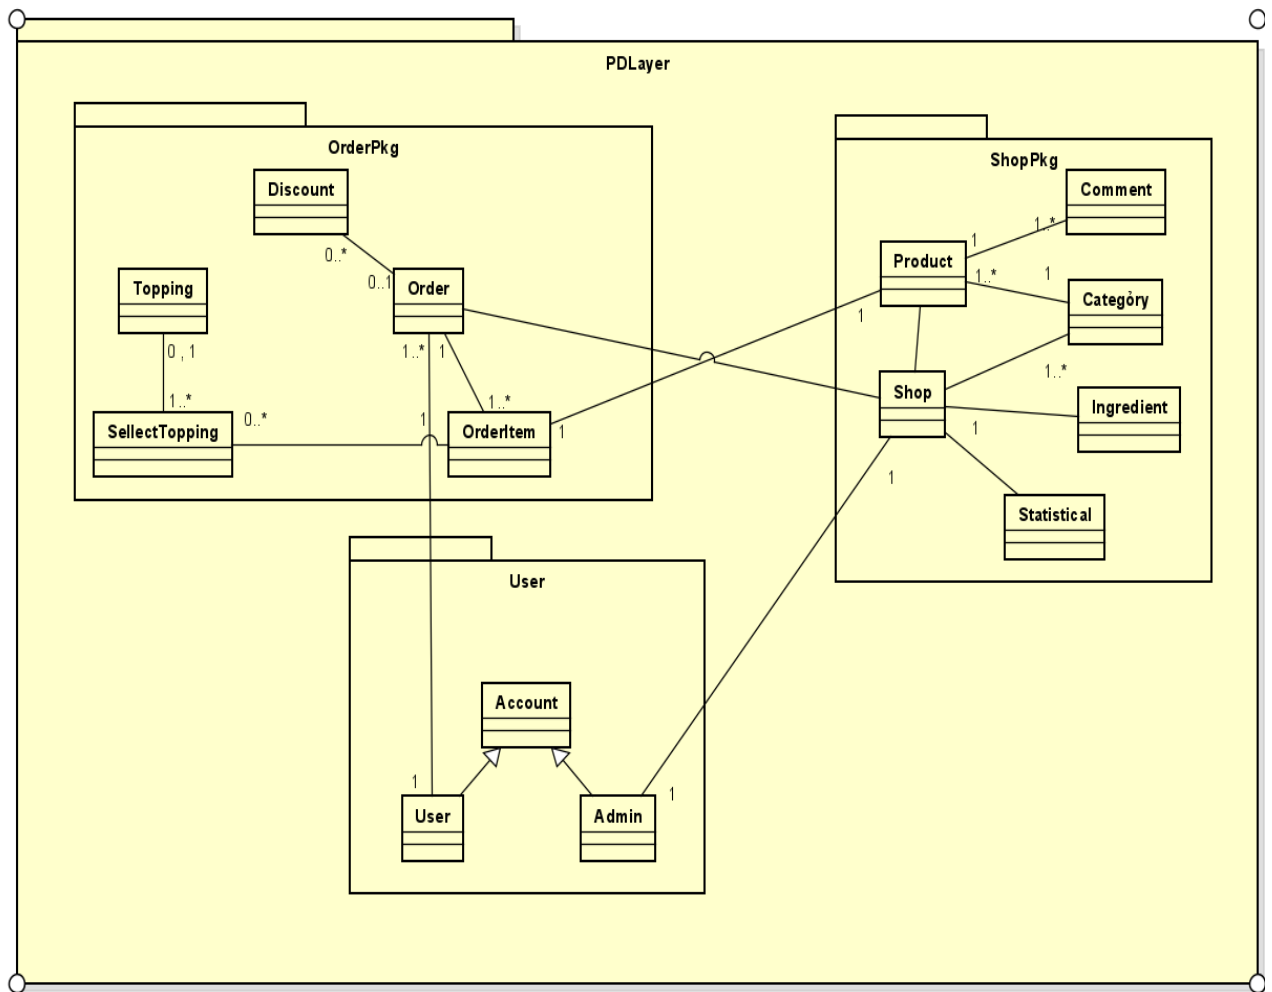 PDLayer
OrderPkg
ShopPkg
Discount
Comment
0..*
0..1
1
1..*
Topping
Order
Product
1..*
1
Categỏry
0 , 1
1..*
1
1
1..*
1..*
1..*
Shop
Ingredient
SellectTopping
0..*
1
OrderItem
1
1
1
Statistical
User
Account
1
1
User
Admin